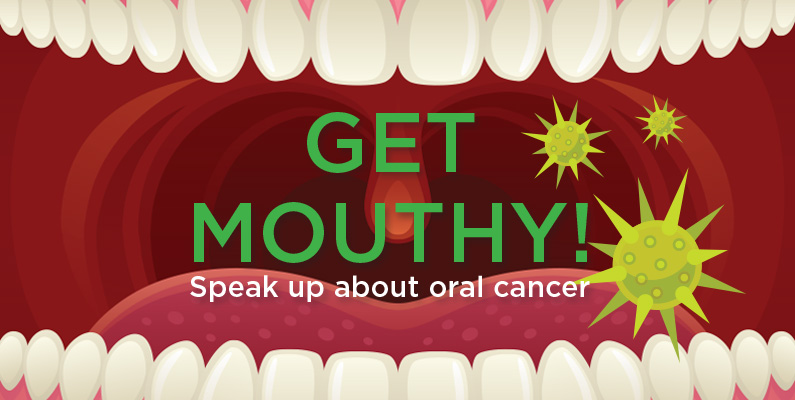 GET
MOUTHY!
Speak up about oral cancer